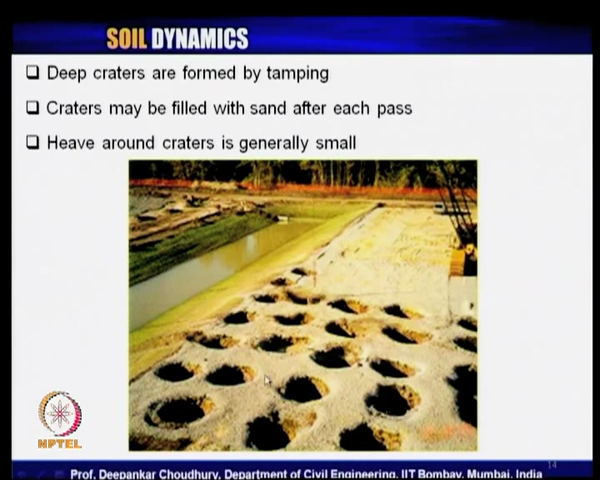 SOIL DYNAMICS
Deep craters are formed by tamping
Craters may be filled with sand after each pass
Heave around craters is generally small
NPTEL
14
Prof. Deepankar Choudhury, Department of Civil Engineering, IIT Bombay, Mumbai, India